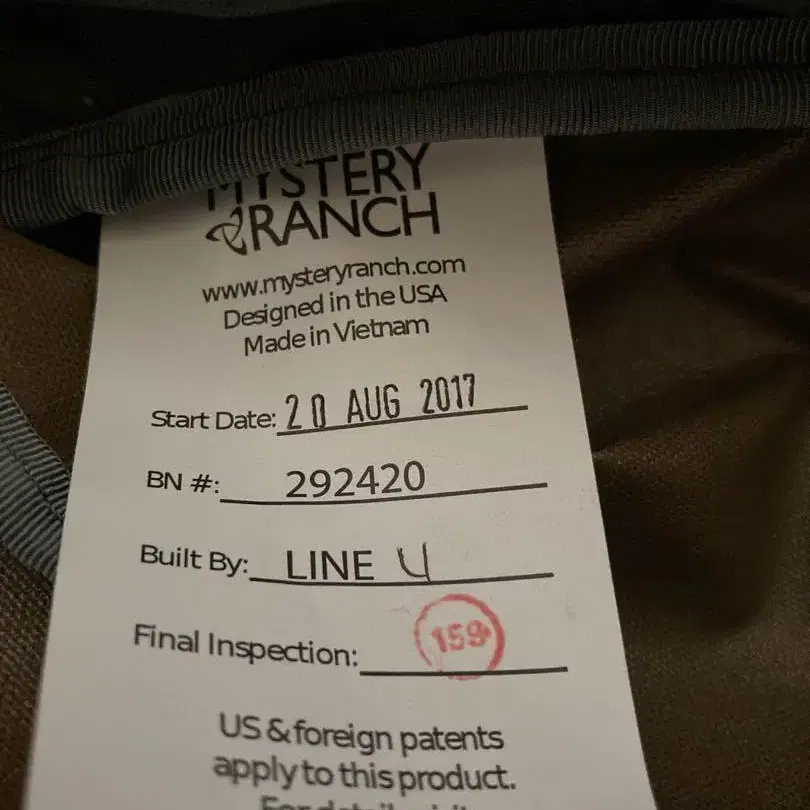 MYSTERY
RANCH
www.mysteryranch.com
Designed in the USA
Made in Vietnam
Start Date: 20 AUG 2017
BN #: 292420
Built By: LINE 4
Final Inspection: 159
US & foreign patents
apply to this product.